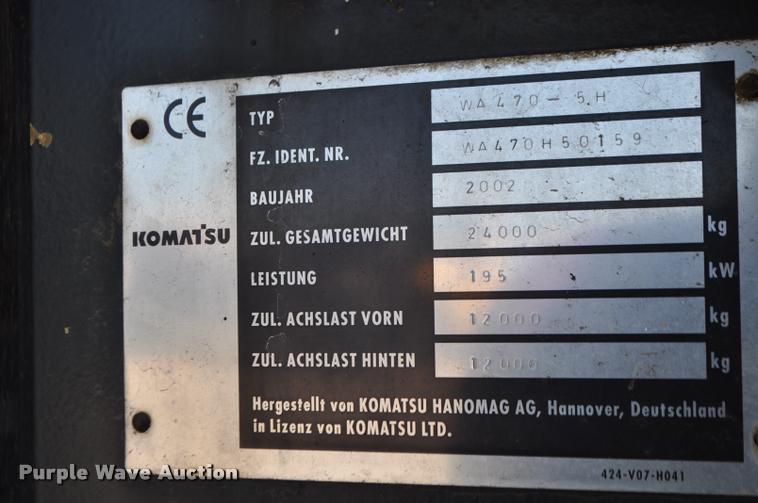 CE
KOMATSU
TYP WA470-5H
FZ. IDENT. NR. WA470H50159
BAUJAHR 2002
ZUL. GESAMTGEWICHT 24000 kg
LEISTUNG 195 kW
ZUL. ACHSLAST VORN 12000 kg
ZUL. ACHSLAST HINTEN 12000 kg
Hergestellt von KOMATSU HANOMAG AG, Hannover, Deutschland
in Lizenz von KOMATSU LTD.
424-V07-H041
Purple Wave Auction